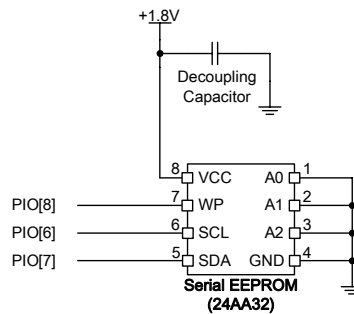 +1.8V
Decoupling
Capacitor
8 VCC A0 1
PIO[8] 7 WP A1 2
PIO[6] 6 SCL A2 3
PIO[7] 5 SDA GND 4
Serial EEPROM
(24AA32)